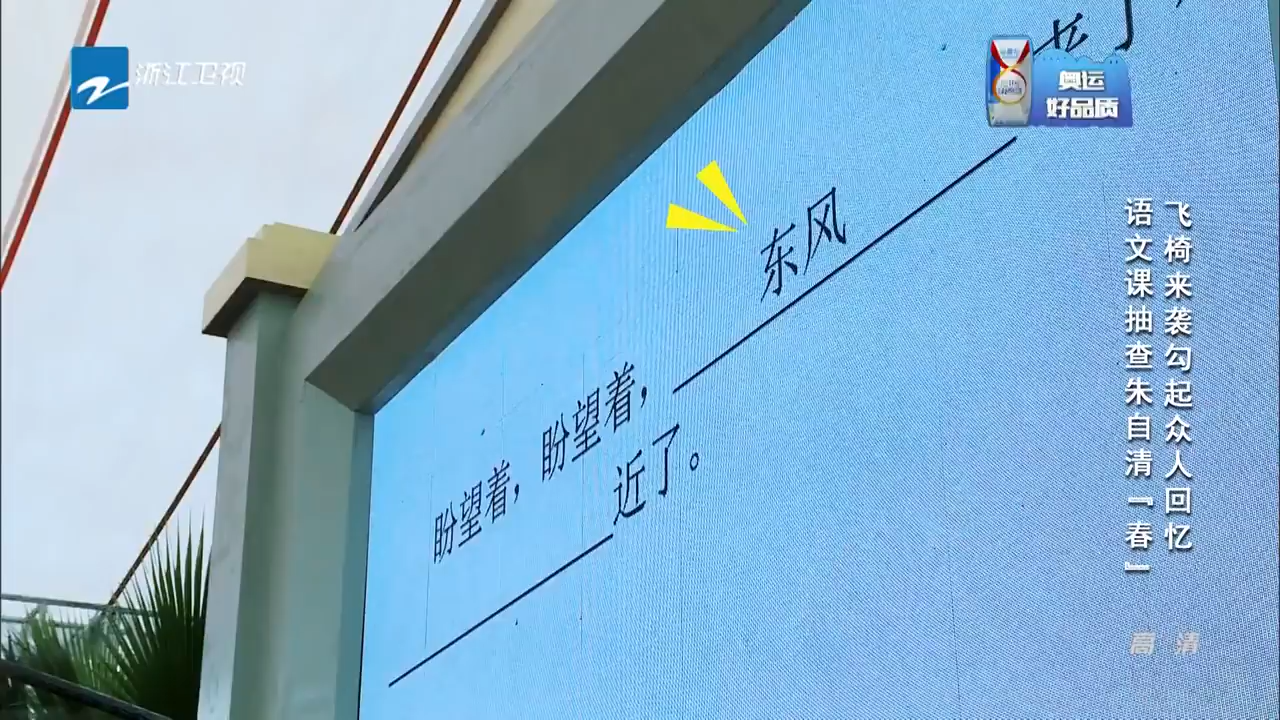 浙江卫视
奥运
好品质
盼望着，盼望着，东风
近了。
飞椅来袭勾起众人回忆
语文课抽查朱自清「春」
高清